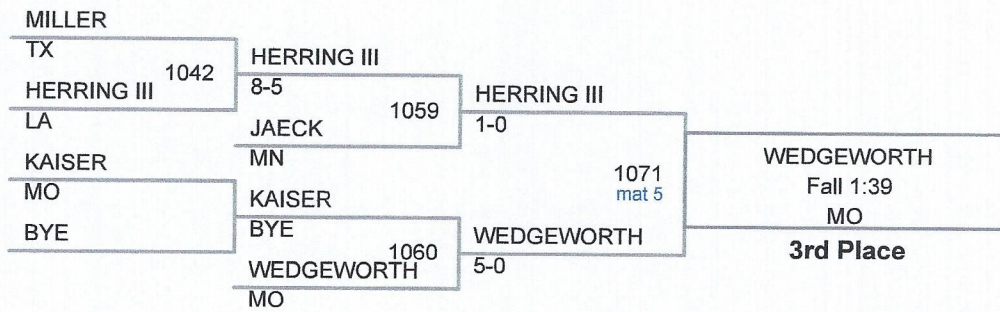 MILLER
TX
1042
HERRING III
LA
KAISER
MO
BYE
HERRING III
8-5
1059
JAECK
MN
KAISER
BYE
1060
WEDGEWORTH
MO
HERRING III
1-0
1071
mat 5
WEDGEWORTH
5-0
WEDGEWORTH
Fall 1:39
MO
3rd Place